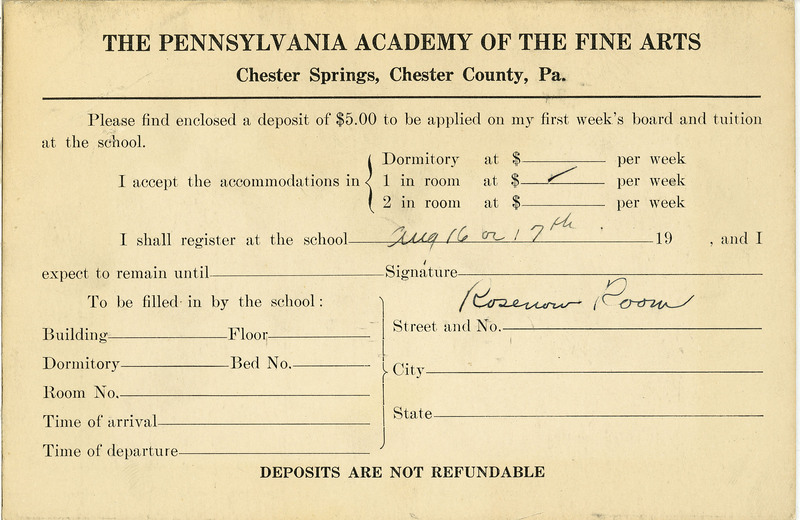 THE PENNSYLVANIA ACADEMY OF THE FINE ARTS
Chester Springs, Chester County, Pa.
Please find enclosed a deposit of $5.00 to be applied on my first week's board and tuition
at the school.
I accept the accommodations in
Dormitory at $ per week
1 in room at $ ✓ per week
2 in room at $ per week
I shall register at the school Aug 16 or 17th. 19 , and I
expect to remain until Signature
To be filled in by the school:
Rosenow Room
Building Floor
Street and No.
Dormitory Bed No.
City
Room No.
State
Time of arrival
Time of departure
DEPOSITS ARE NOT REFUNDABLE